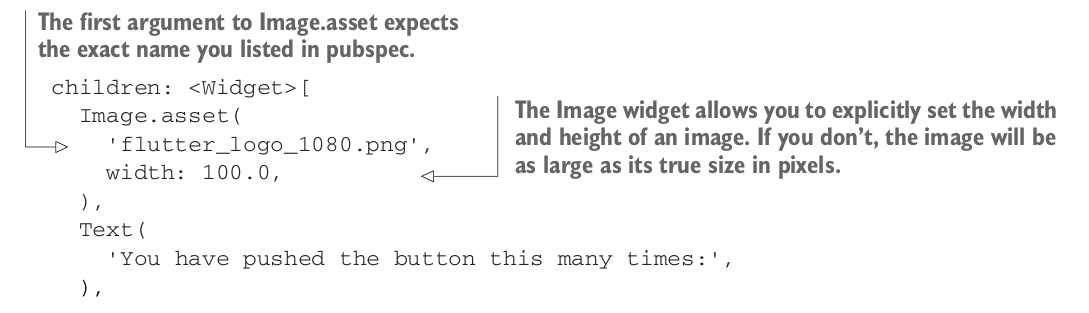 The first argument to Image.asset expects
the exact name you listed in pubspec.
children: <Widget>[
Image.asset(
'flutter_logo_1080.png',
width: 100.0,
),
Text(
'You have pushed the button this many times:',
),
The Image widget allows you to explicitly set the width
and height of an image. If you don’t, the image will be
as large as its true size in pixels.